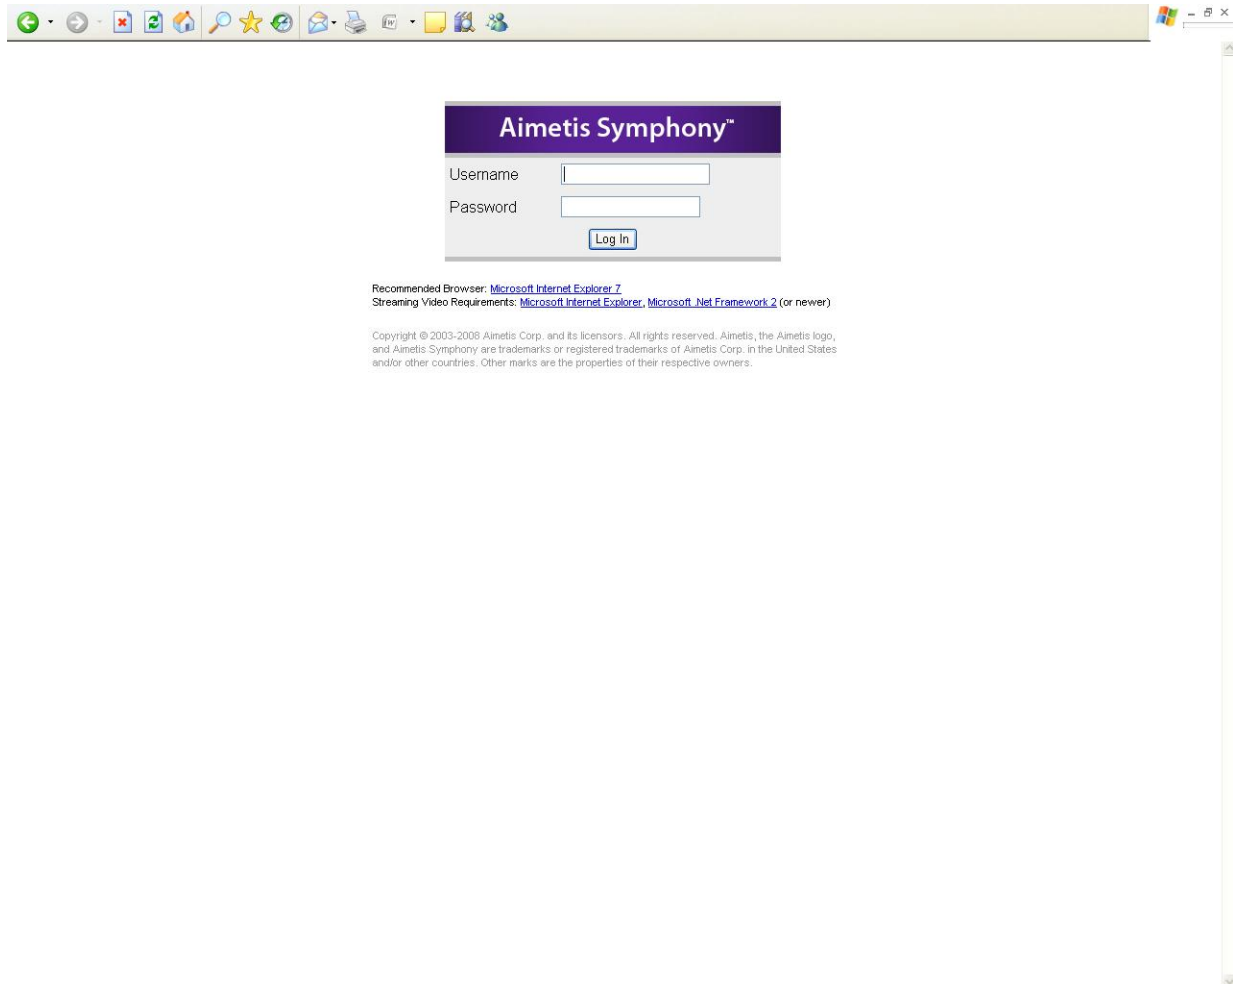 Aimetis Symphony™
Username
Password
Log In
Recommended Browser: Microsoft Internet Explorer 7
Streaming Video Requirements: Microsoft Internet Explorer, Microsoft .Net Framework 2 (or newer)
Copyright © 2003-2008 Aimetis Corp. and its licensors. All rights reserved. Aimetis, the Aimetis logo,
and Aimetis Symphony are trademarks or registered trademarks of Aimetis Corp. in the United States
and/or other countries. Other marks are the properties of their respective owners.